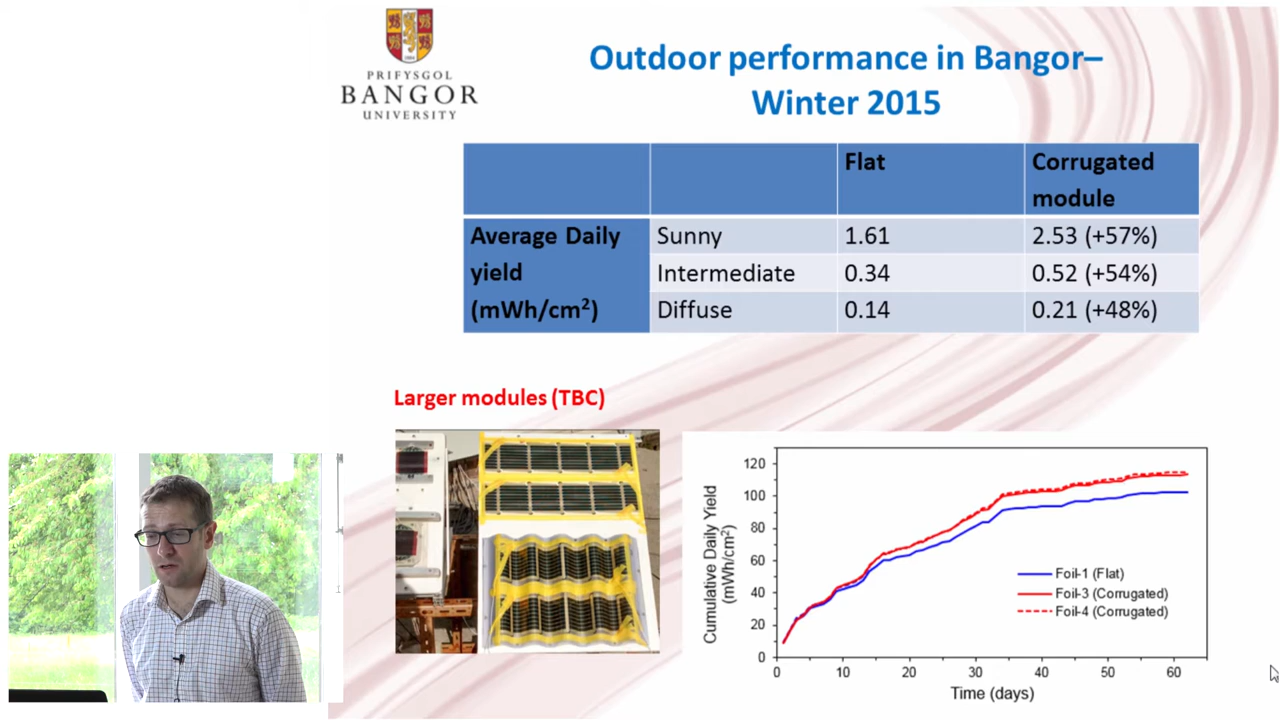 PRIFYSGOL
BANGOR
UNIVERSITY
Outdoor performance in Bangor–
Winter 2015
Flat
Corrugated
module
Average Daily
yield
(mWh/cm²)
Sunny
1.61
2.53 (+57%)
Intermediate
0.34
0.52 (+54%)
Diffuse
0.14
0.21 (+48%)
Larger modules (TBC)
Cumulative Daily Yield
(mWh/cm²)
120
100
80
60
40
20
0
Foil-1 (Flat)
Foil-3 (Corrugated)
Foil-4 (Corrugated)
0 10 20 30 40 50 60
Time (days)